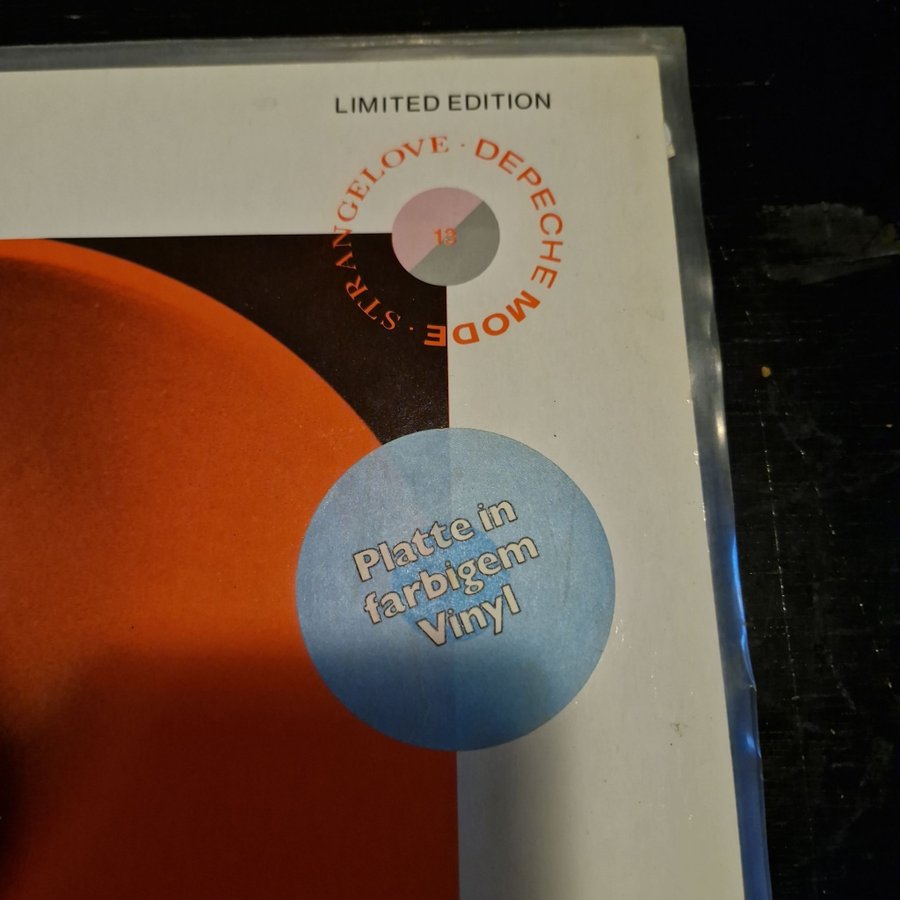 LIMITED EDITION
STRANGELOVE · DEPECHE MODE ·
13
Platte in
farbigem
Vinyl